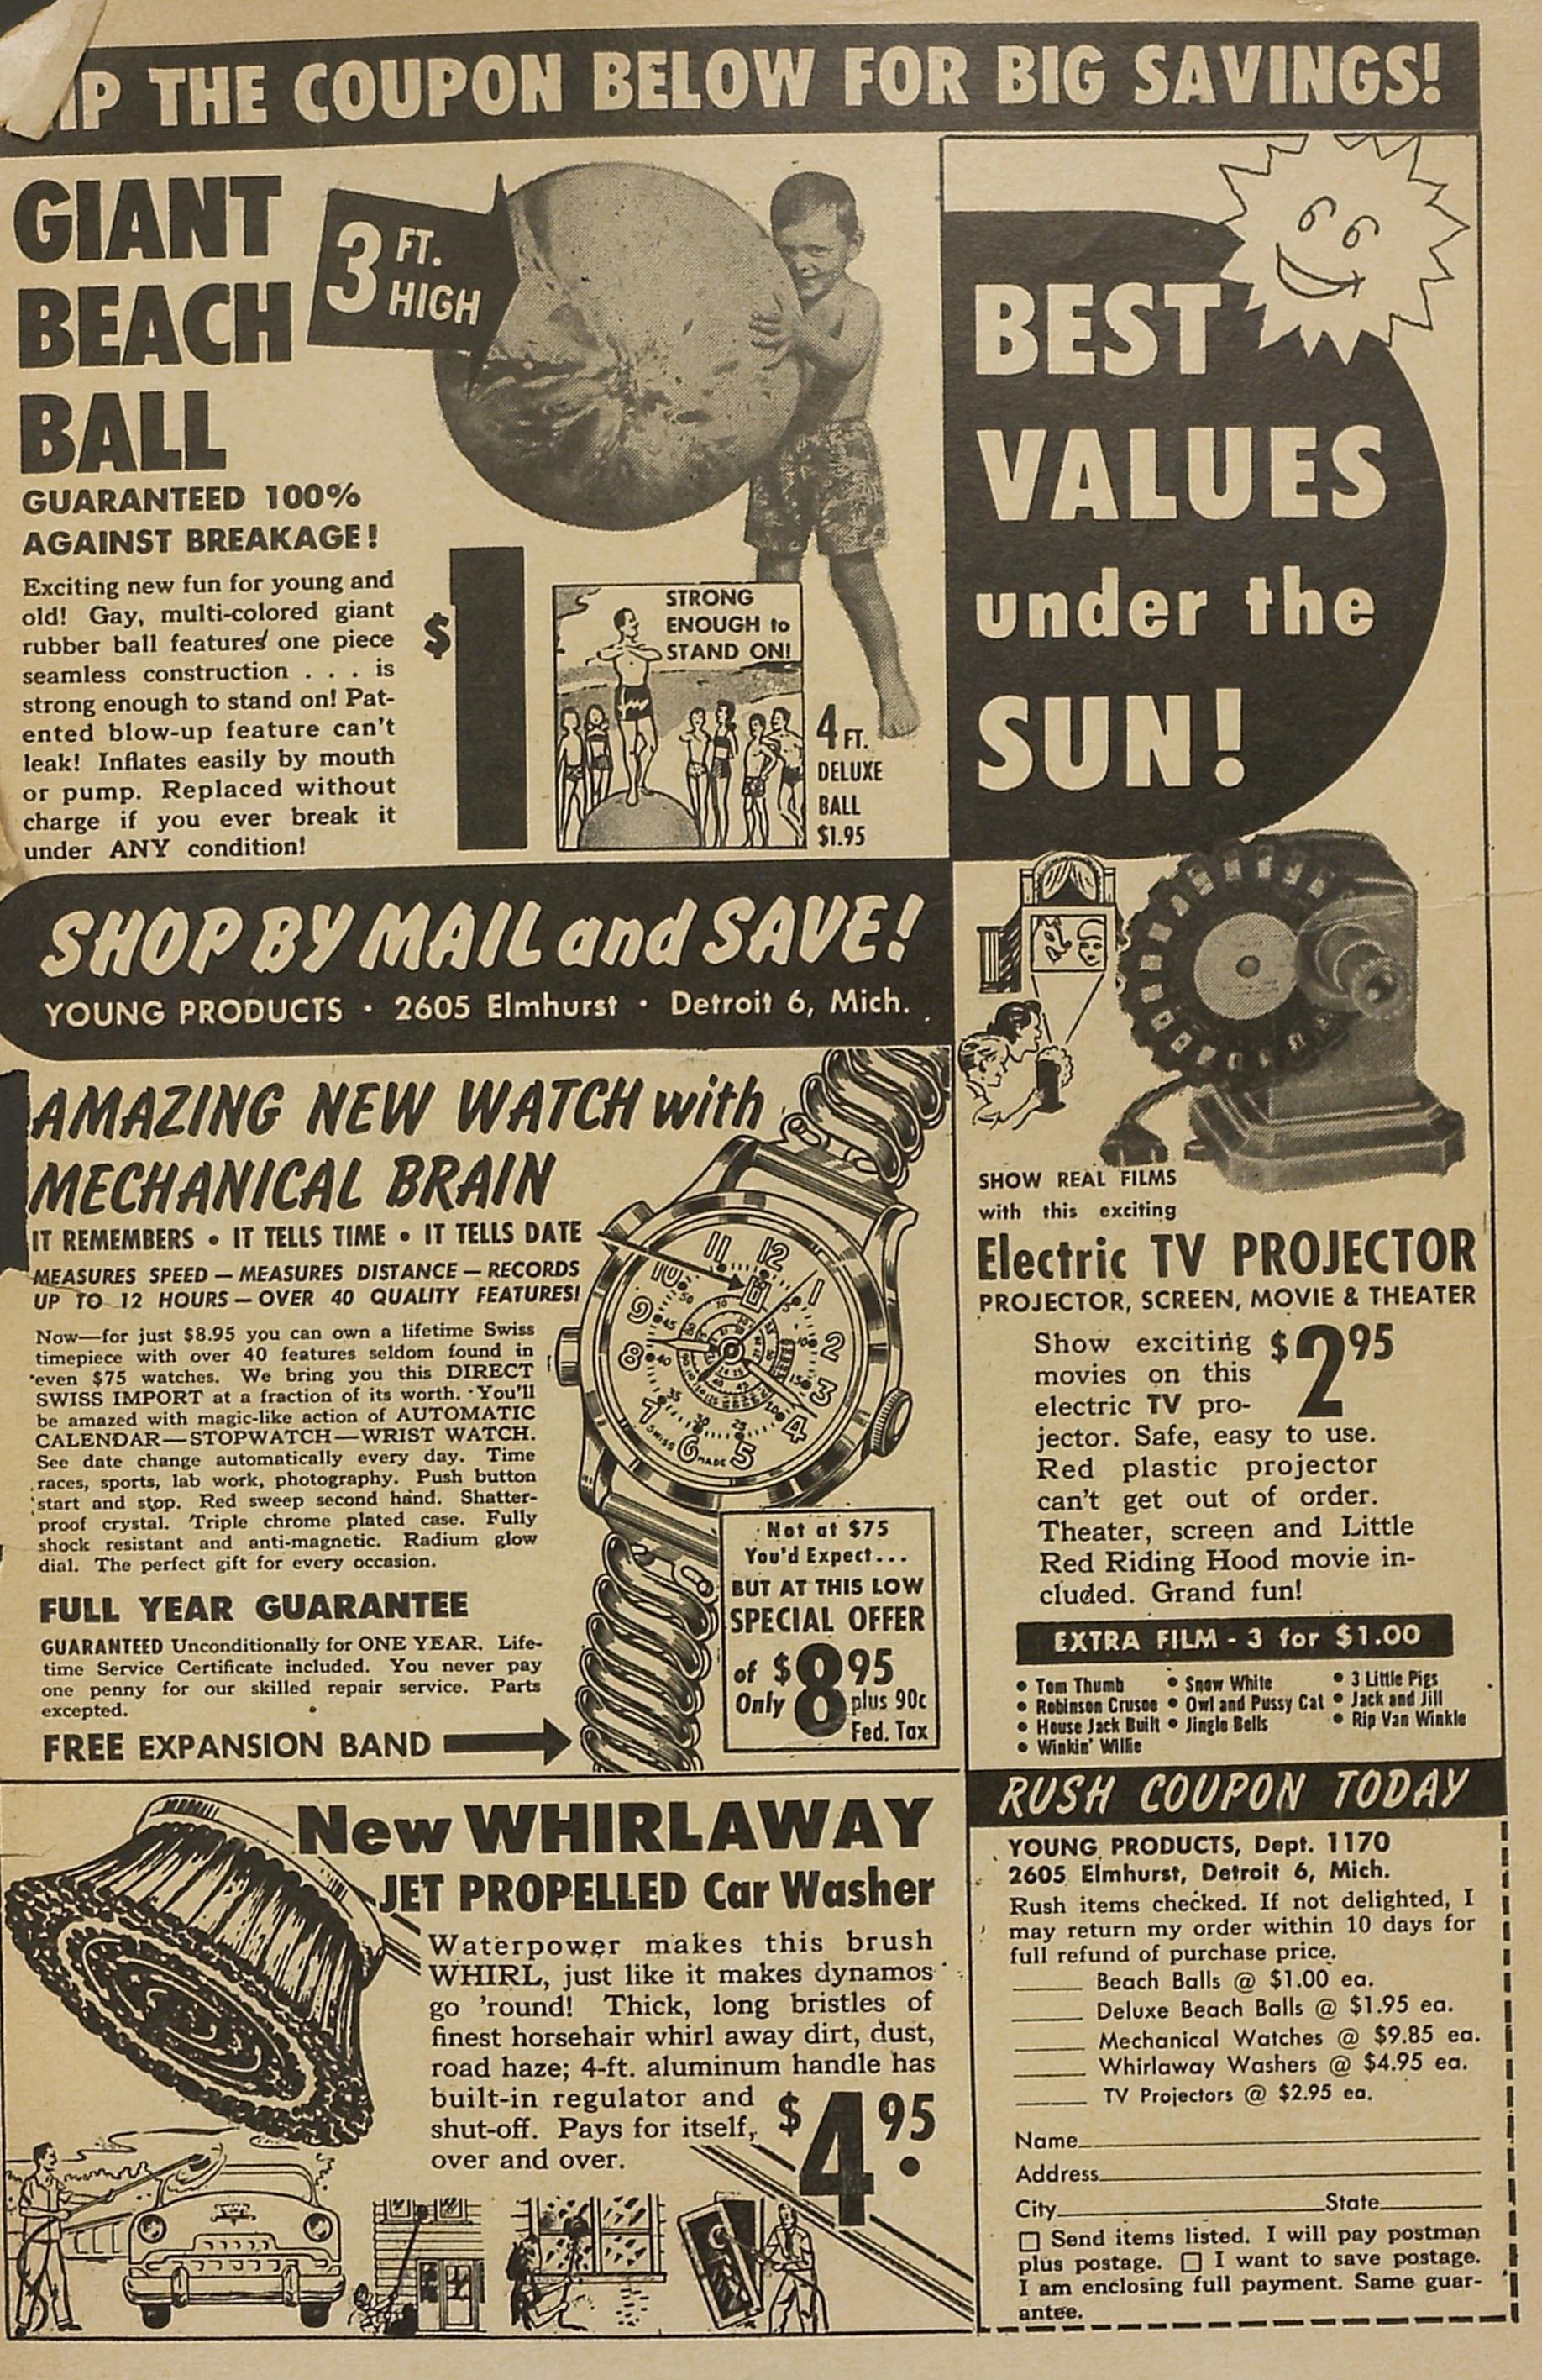 IP THE COUPON BELOW FOR BIG SAVINGS!
GIANT
BEACH
BALL
3 FT.
HIGH
GUARANTEED 100%
AGAINST BREAKAGE!
Exciting new fun for young and
old! Gay, multi-colored giant
rubber ball features one piece
seamless construction . . . is
strong enough to stand on! Pat-
ented blow-up feature can't
leak! Inflates easily by mouth
or pump. Replaced without
charge if you ever break it
under ANY condition!
$1
STRONG
ENOUGH to
STAND ON!
4 FT.
DELUXE
BALL
$1.95
BEST
VALUES
under the
SUN!
SHOP BY MAIL and SAVE!
YOUNG PRODUCTS · 2605 Elmhurst · Detroit 6, Mich.
AMAZING NEW WATCH with
MECHANICAL BRAIN
IT REMEMBERS • IT TELLS TIME • IT TELLS DATE
MEASURES SPEED — MEASURES DISTANCE — RECORDS
UP TO 12 HOURS — OVER 40 QUALITY FEATURES!
Now—for just $8.95 you can own a lifetime Swiss
timepiece with over 40 features seldom found in
even $75 watches. We bring you this DIRECT
SWISS IMPORT at a fraction of its worth. You'll
be amazed with magic-like action of AUTOMATIC
CALENDAR—STOPWATCH—WRIST WATCH.
See date change automatically every day. Time
races, sports, lab work, photography. Push button
start and stop. Red sweep second hand. Shatter-
proof crystal. Triple chrome plated case. Fully
shock resistant and anti-magnetic. Radium glow
dial. The perfect gift for every occasion.
FULL YEAR GUARANTEE
GUARANTEED Unconditionally for ONE YEAR. Life-
time Service Certificate included. You never pay
one penny for our skilled repair service. Parts
excepted.
FREE EXPANSION BAND
11 12 1
10 2
9 3
8 4
7 6 5
SWISS MADE
Not at $75
You'd Expect...
BUT AT THIS LOW
SPECIAL OFFER
of $8 95
Only plus 90c
Fed. Tax
SHOW REAL FILMS
with this exciting
Electric TV PROJECTOR
PROJECTOR, SCREEN, MOVIE & THEATER
Show exciting $2 95
movies on this
electric TV pro-
jector. Safe, easy to use.
Red plastic projector
can't get out of order.
Theater, screen and Little
Red Riding Hood movie in-
cluded. Grand fun!
EXTRA FILM - 3 for $1.00
• Tom Thumb • Snow White • 3 Little Pigs
• Robinson Crusoe • Owl and Pussy Cat • Jack and Jill
• House Jack Built • Jingle Bells • Rip Van Winkle
• Winkin' Willie
New WHIRLAWAY
JET PROPELLED Car Washer
Waterpower makes this brush
WHIRL, just like it makes dynamos
go 'round! Thick, long bristles of
finest horsehair whirl away dirt, dust,
road haze; 4-ft. aluminum handle has
built-in regulator and
shut-off. Pays for itself,
over and over.
$4.95
RUSH COUPON TODAY
YOUNG PRODUCTS, Dept. 1170
2605 Elmhurst, Detroit 6, Mich.
Rush items checked. If not delighted, I
may return my order within 10 days for
full refund of purchase price.
_____ Beach Balls @ $1.00 ea.
_____ Deluxe Beach Balls @ $1.95 ea.
_____ Mechanical Watches @ $9.85 ea.
_____ Whirlaway Washers @ $4.95 ea.
_____ TV Projectors @ $2.95 ea.
Name
Address
City State
☐ Send items listed. I will pay postman
plus postage. ☐ I want to save postage.
I am enclosing full payment. Same guar-
antee.